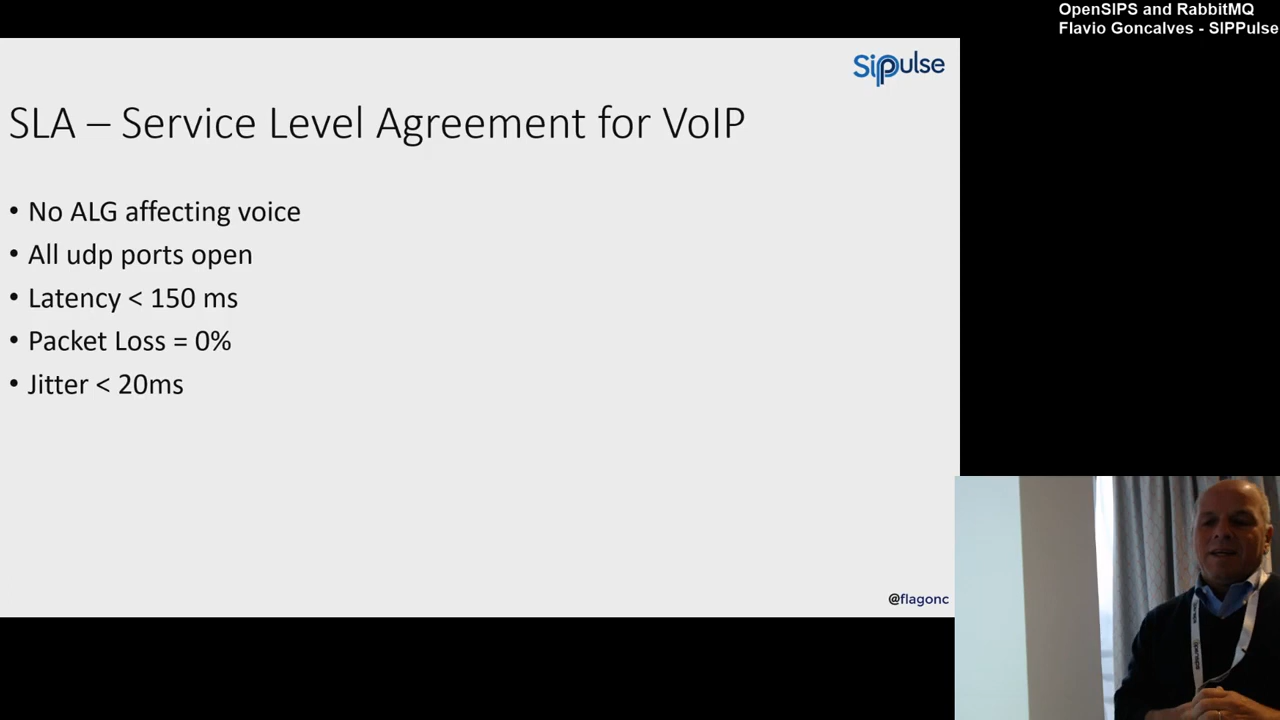 OpenSIPS and RabbitMQ
Flavio Goncalves - SIPPulse
SipPulse
SLA – Service Level Agreement for VoIP
• No ALG affecting voice
• All udp ports open
• Latency < 150 ms
• Packet Loss = 0%
• Jitter < 20ms
@flagonc